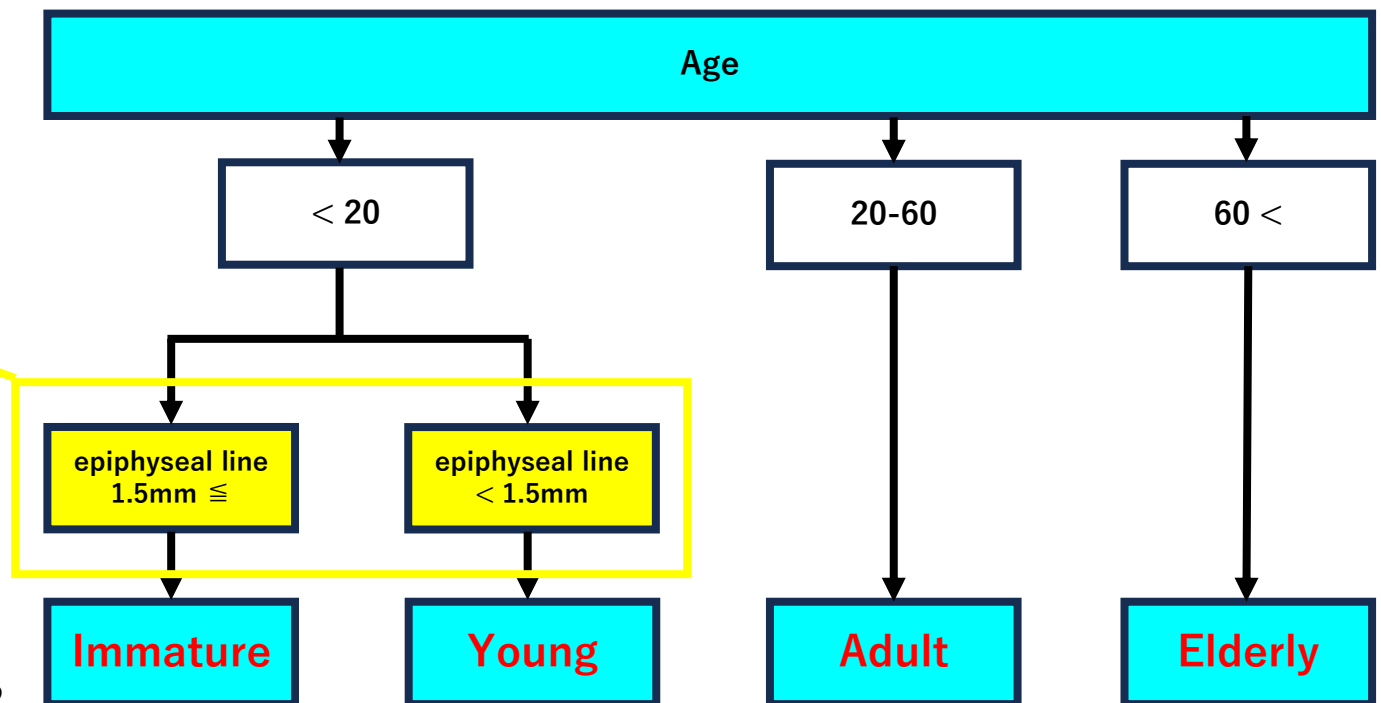 Age
< 20
20-60
60 <
epiphyseal line
1.5mm ≦
epiphyseal line
< 1.5mm
Immature
Young
Adult
Elderly